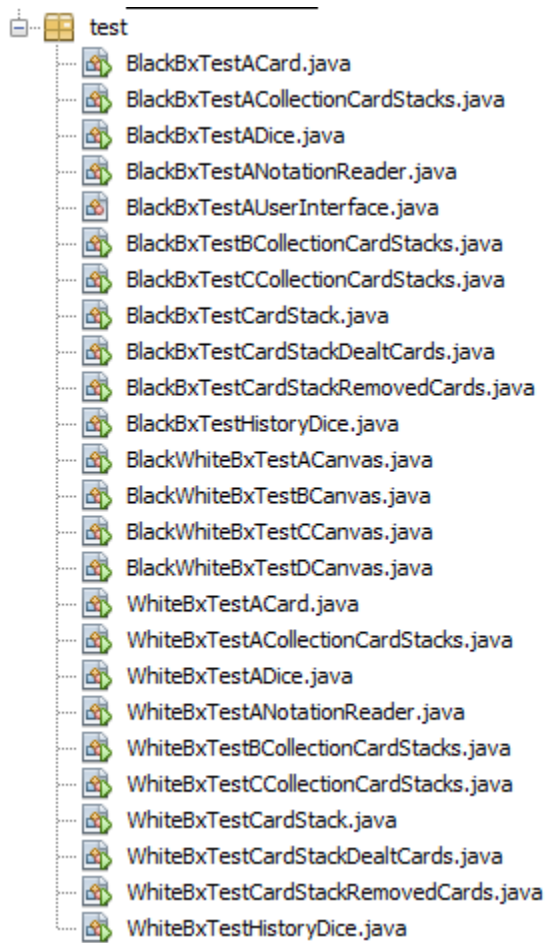 test
BlackBxTestACard.java
BlackBxTestACollectionCardStacks.java
BlackBxTestADice.java
BlackBxTestANotationReader.java
BlackBxTestAUserInterface.java
BlackBxTestBCollectionCardStacks.java
BlackBxTestCCollectionCardStacks.java
BlackBxTestCardStack.java
BlackBxTestCardStackDealtCards.java
BlackBxTestCardStackRemovedCards.java
BlackBxTestHistoryDice.java
BlackWhiteBxTestACanvas.java
BlackWhiteBxTestBCanvas.java
BlackWhiteBxTestCCanvas.java
BlackWhiteBxTestDCanvas.java
WhiteBxTestACard.java
WhiteBxTestACollectionCardStacks.java
WhiteBxTestADice.java
WhiteBxTestANotationReader.java
WhiteBxTestBCollectionCardStacks.java
WhiteBxTestCCollectionCardStacks.java
WhiteBxTestCardStack.java
WhiteBxTestCardStackDealtCards.java
WhiteBxTestCardStackRemovedCards.java
WhiteBxTestHistoryDice.java